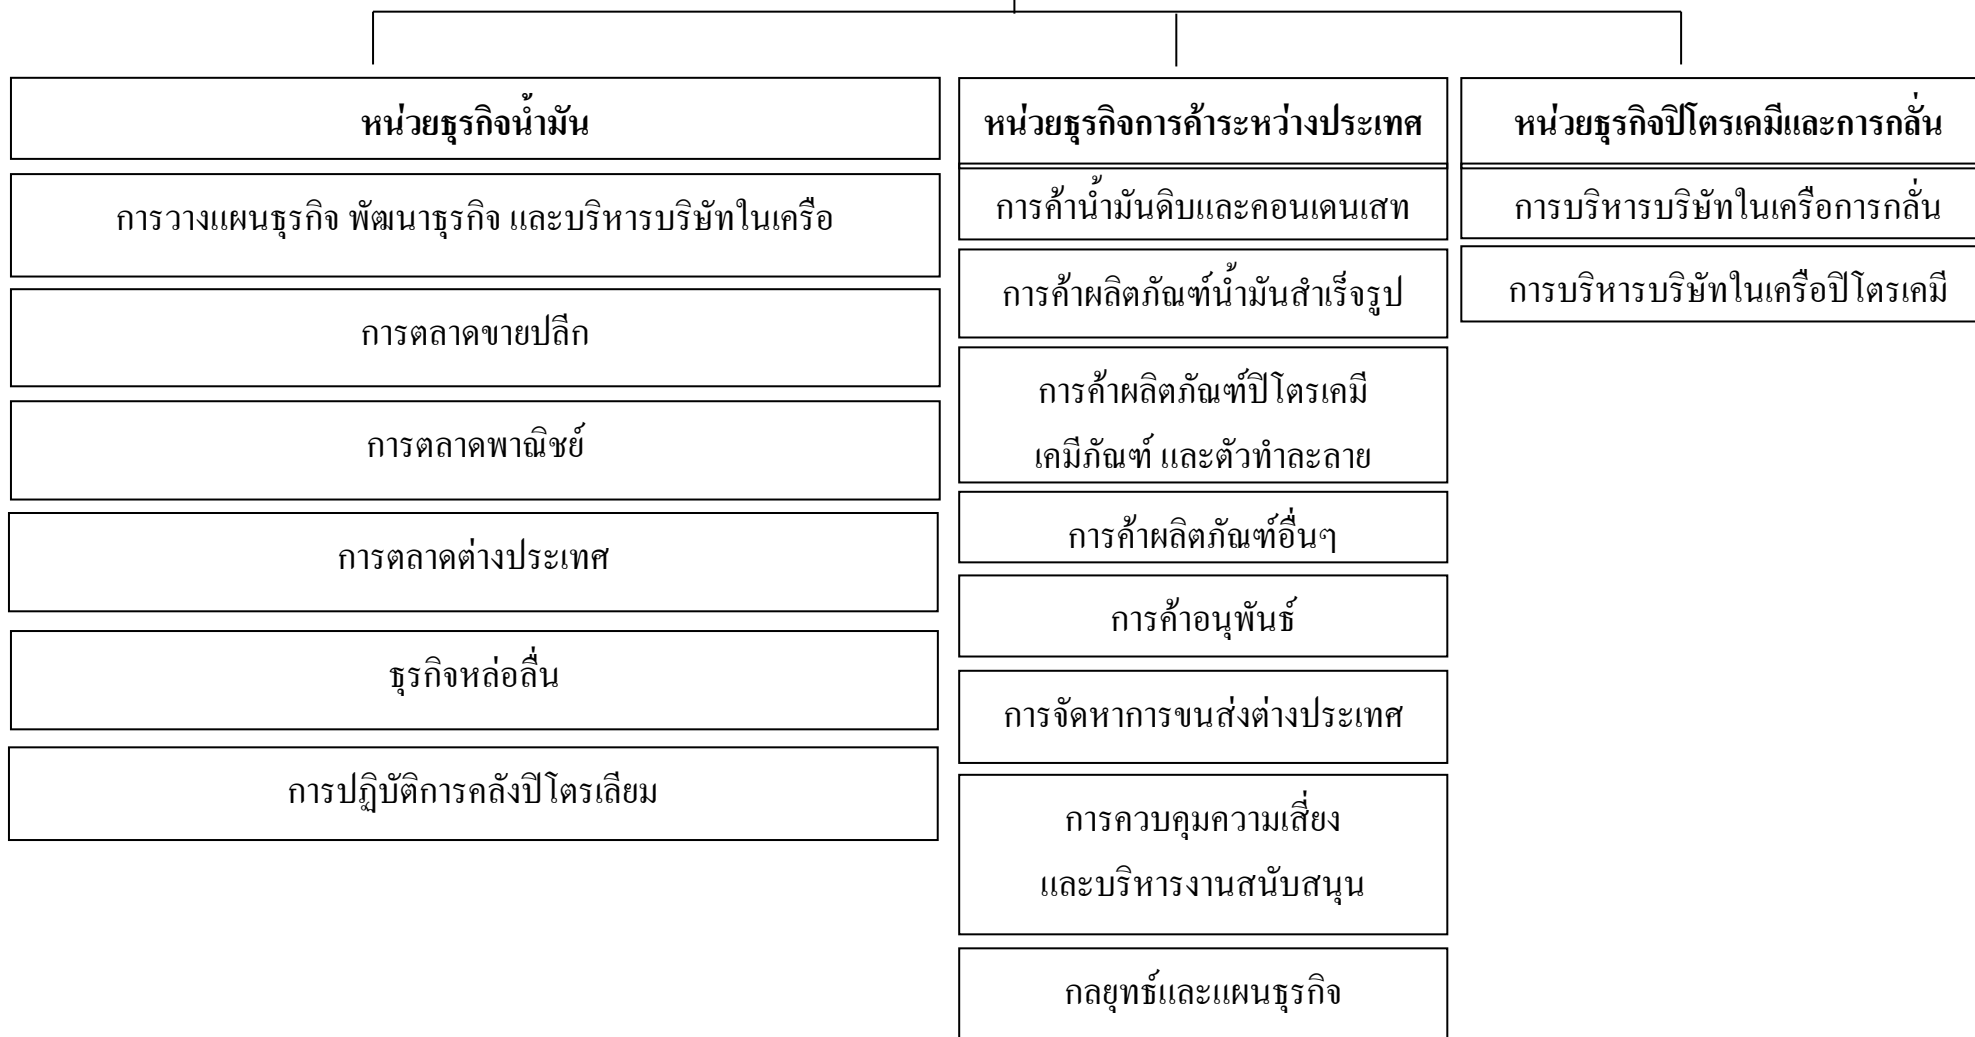 หน่วยธุรกิจน้ำมัน
การวางแผนธุรกิจ พัฒนาธุรกิจ และบริหารบริษัทในเครือ
การตลาดขายปลีก
การตลาดพาณิชย์
การตลาดต่างประเทศ
ธุรกิจหล่อลื่น
การปฏิบัติการคลังปิโตรเลียม
หน่วยธุรกิจการค้าระหว่างประเทศ
การค้าน้ำมันดิบและคอนเดนเสท
การค้าผลิตภัณฑ์น้ำมันสำเร็จรูป
การค้าผลิตภัณฑ์ปิโตรเคมี
เคมีภัณฑ์ และตัวทำละลาย
การค้าผลิตภัณฑ์อื่นๆ
การค้าอนุพันธ์
การจัดหาการขนส่งต่างประเทศ
การควบคุมความเสี่ยง
และบริหารงานสนับสนุน
กลยุทธ์และแผนธุรกิจ
หน่วยธุรกิจปิโตรเคมีและการกลั่น
การบริหารบริษัทในเครือการกลั่น
การบริหารบริษัทในเครือปิโตรเคมี